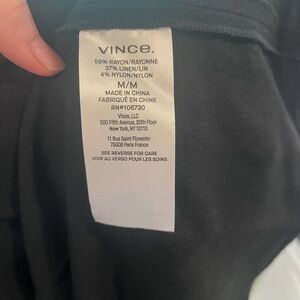 VINCE.
59% RAYON/RAYONNE
37% LINEN/LIN
4% NYLON/NYLON
M/M
MADE IN CHINA
FABRIQUÉ EN CHINE
RN#106730
Vince, LLC
500 Fifth Avenue, 20th Floor
New York, NY 10110
11 Rue Saint Florentin
75008 Paris France
SEE REVERSE FOR CARE
VOIR AU VERSO POUR LES SOINS